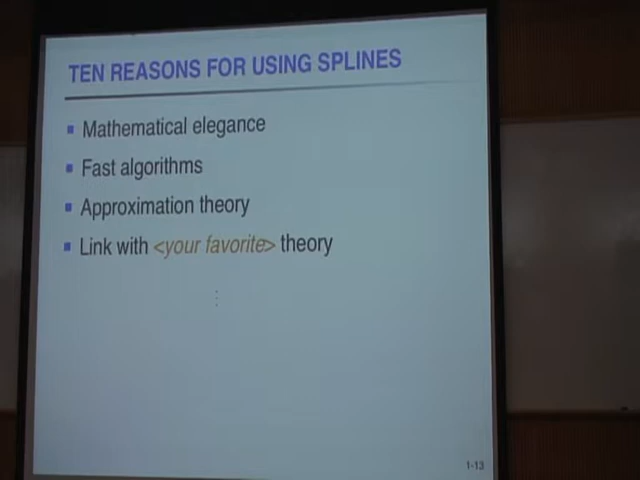 TEN REASONS FOR USING SPLINES
Mathematical elegance
Fast algorithms
Approximation theory
Link with <your favorite> theory
⋮
1-13